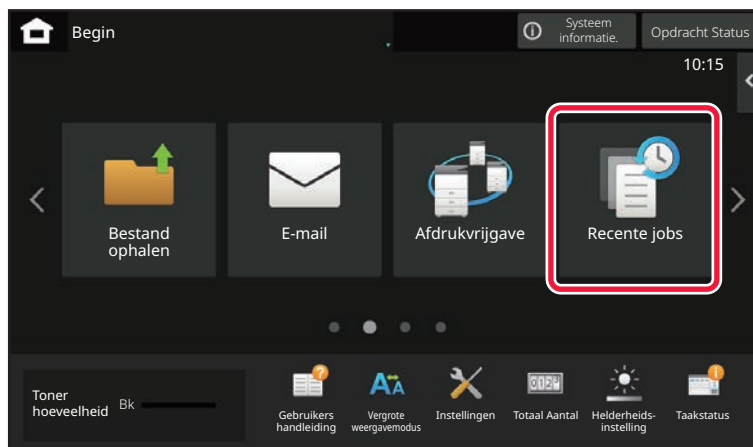 Begin
Systeem
informatie.
Opdracht Status
10:15
Bestand
ophalen
E-mail
Afdrukvrijgave
Recente jobs
Toner
hoeveelheid
Bk
Gebruikers
handleiding
Vergrote
weergavemodus
Instellingen
0123
Totaal Aantal
Helderheids-
instelling
Taakstatus